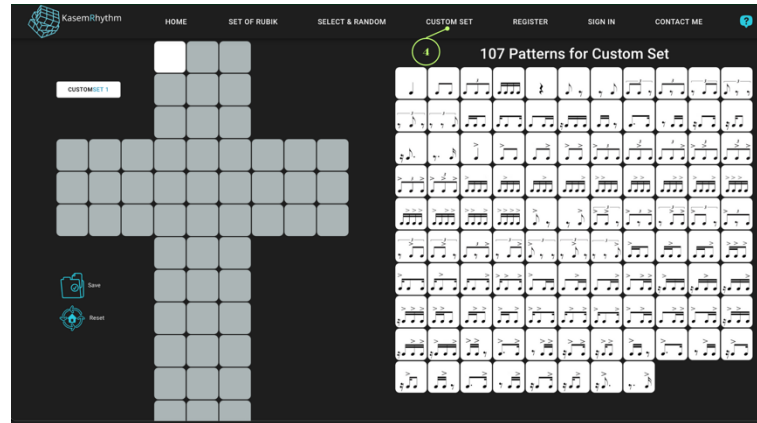 KasemRhythm
HOME
SET OF RUBIK
SELECT & RANDOM
CUSTOM SET
REGISTER
SIGN IN
CONTACT ME
?
4
107 Patterns for Custom Set
CUSTOMSET 1
Save
Reset